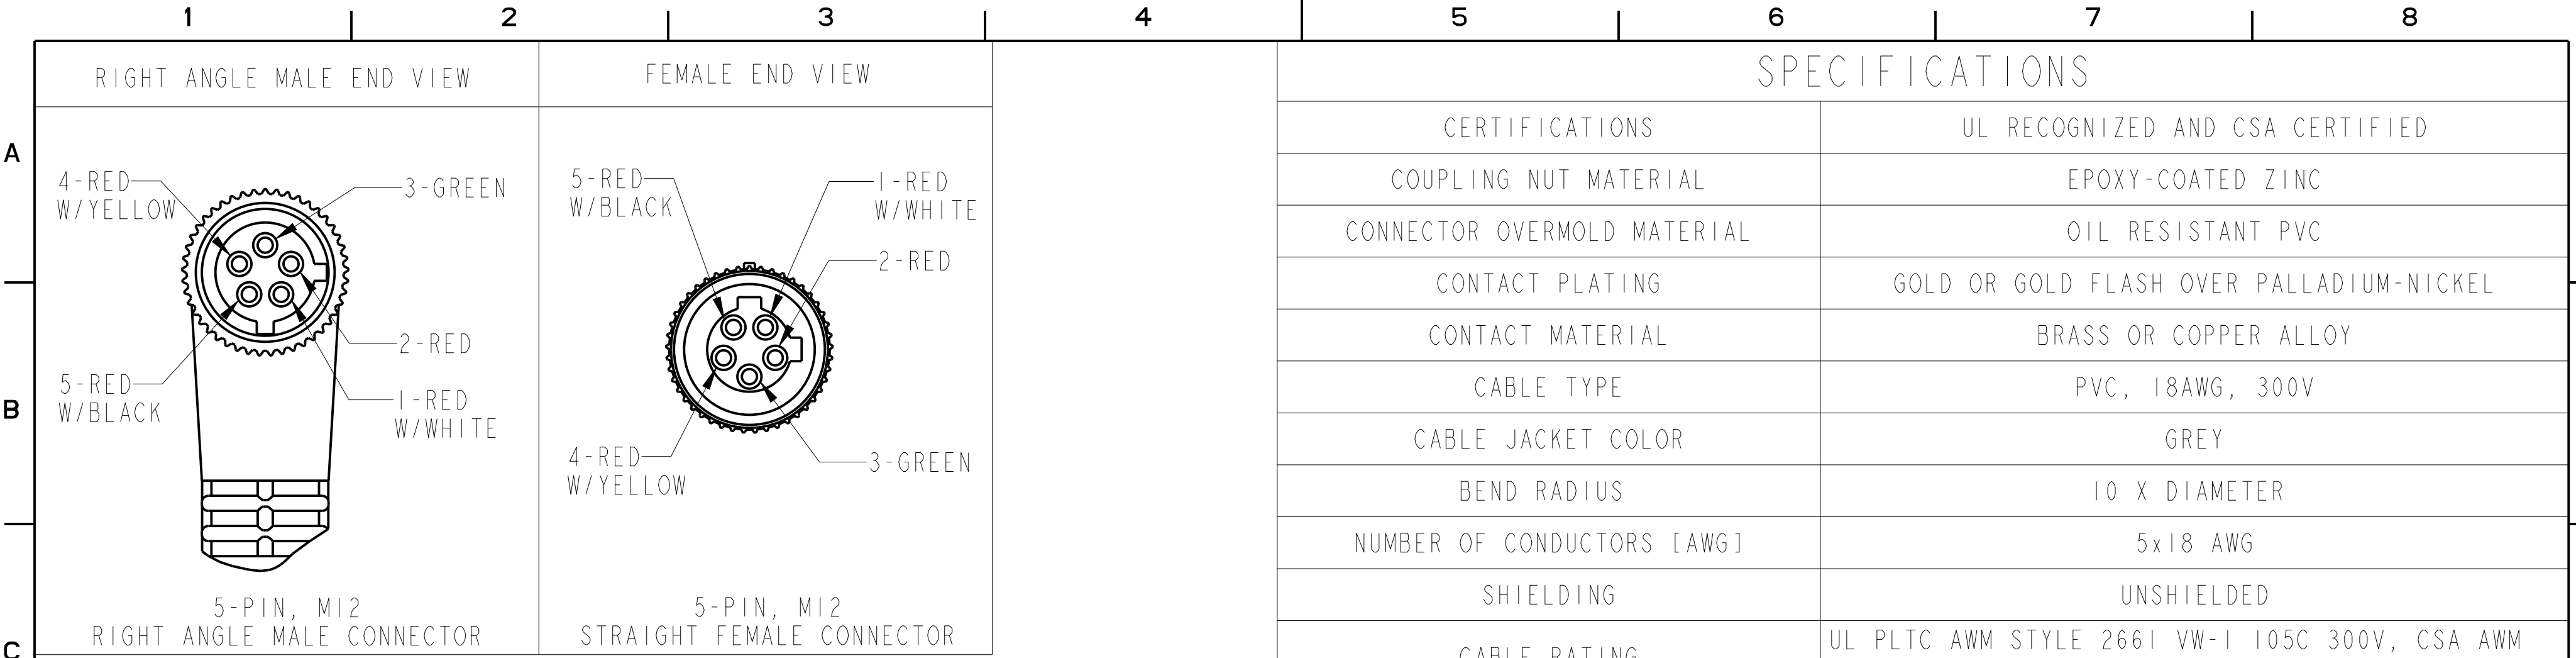 1 2 3 4 5 6 7 8
RIGHT ANGLE MALE END VIEW
FEMALE END VIEW
A
B
C
4-RED
W/YELLOW
3-GREEN
2-RED
5-RED
W/BLACK
1-RED
W/WHITE
5-PIN, M12
RIGHT ANGLE MALE CONNECTOR
5-RED
W/BLACK
1-RED
W/WHITE
2-RED
4-RED
W/YELLOW
3-GREEN
5-PIN, M12
STRAIGHT FEMALE CONNECTOR
SPECIFICATIONS
CERTIFICATIONS UL RECOGNIZED AND CSA CERTIFIED
COUPLING NUT MATERIAL EPOXY-COATED ZINC
CONNECTOR OVERMOLD MATERIAL OIL RESISTANT PVC
CONTACT PLATING GOLD OR GOLD FLASH OVER PALLADIUM-NICKEL
CONTACT MATERIAL BRASS OR COPPER ALLOY
CABLE TYPE PVC, 18AWG, 300V
CABLE JACKET COLOR GREY
BEND RADIUS 10 X DIAMETER
NUMBER OF CONDUCTORS [AWG] 5x18 AWG
SHIELDING UNSHIELDED
CABLE RATING UL PLTC AWM STYLE 2661 VW-1 105C 300V, CSA AWM